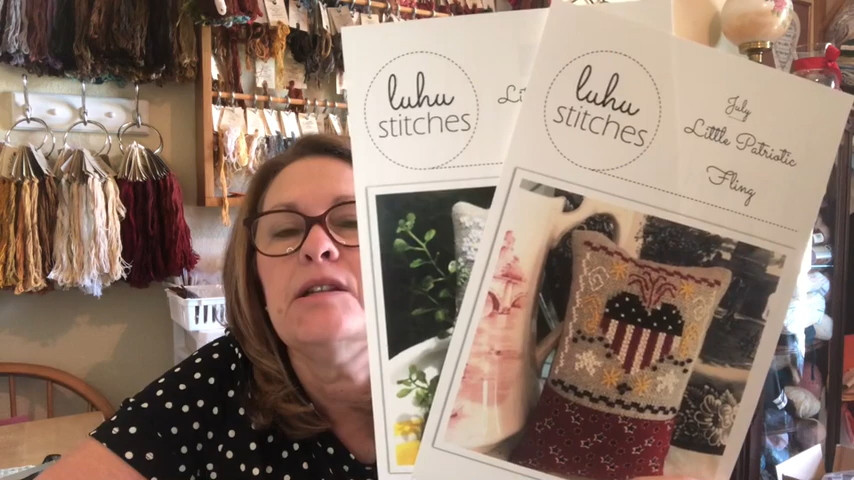 luhu
stitches
luhu
stitches
July
Little Patriotic
Fling